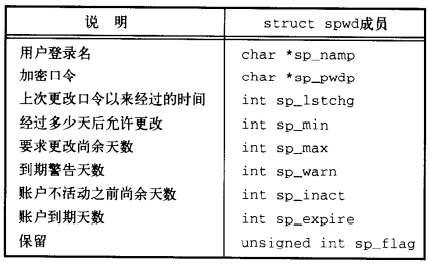 说 明 struct spwd成员
用户登录名 char *sp_namp
加密口令 char *sp_pwdp
上次更改口令以来经过的时间 int sp_lstchg
经过多少天后允许更改 int sp_min
要求更改尚余天数 int sp_max
到期警告天数 int sp_warn
账户不活动之前尚余天数 int sp_inact
账户到期天数 int sp_expire
保留 unsigned int sp_flag